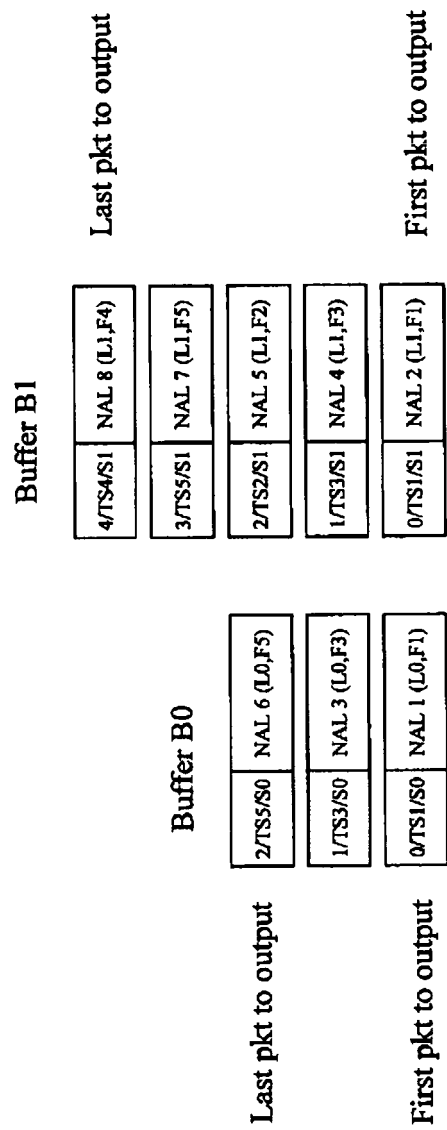 Buffer B1
4/TS4/S1 NAL 8 (L1,F4)
Last pkt to output
3/TS5/S1 NAL 7 (L1,F5)
2/TS2/S1 NAL 5 (L1,F2)
1/TS3/S1 NAL 4 (L1,F3)
0/TS1/S1 NAL 2 (L1,F1)
First pkt to output
Buffer B0
Last pkt to output
2/TS5/S0 NAL 6 (L0,F5)
1/TS3/S0 NAL 3 (L0,F3)
First pkt to output
0/TS1/S0 NAL 1 (L0,F1)